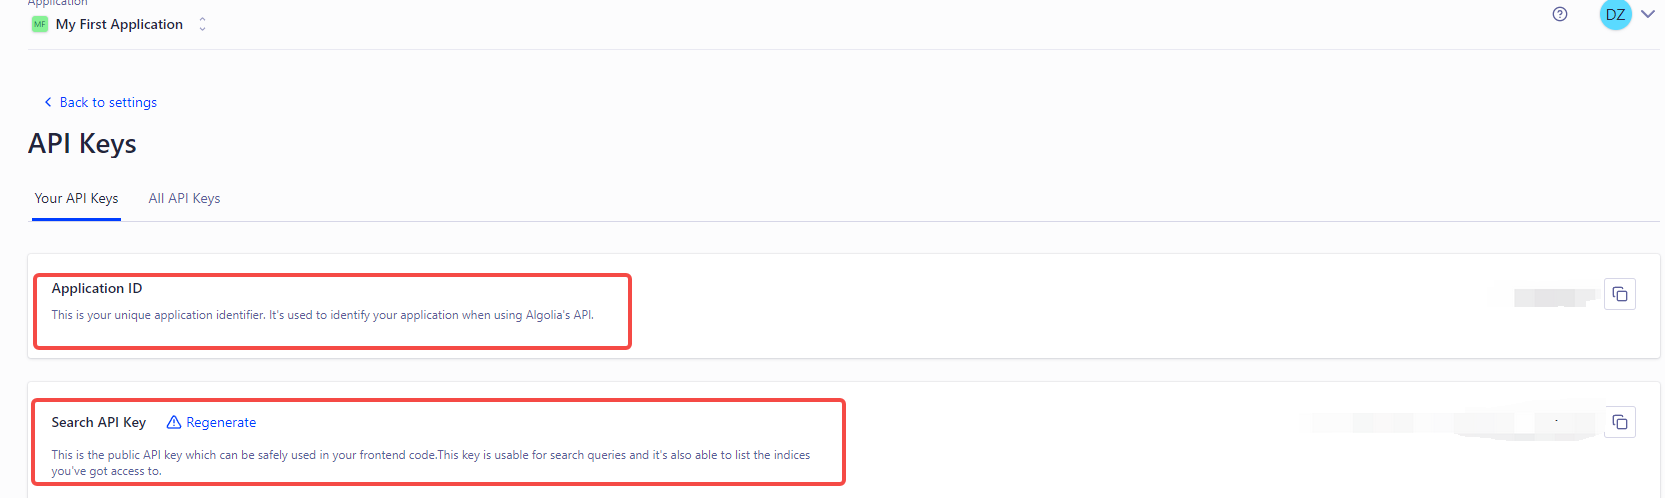 Application
MF My First Application
DZ
Back to settings
API Keys
Your API Keys All API Keys
Application ID
This is your unique application identifier. It's used to identify your application when using Algolia's API.
Search API Key Regenerate
This is the public API key which can be safely used in your frontend code.This key is usable for search queries and it's also able to list the indices
you've got access to.